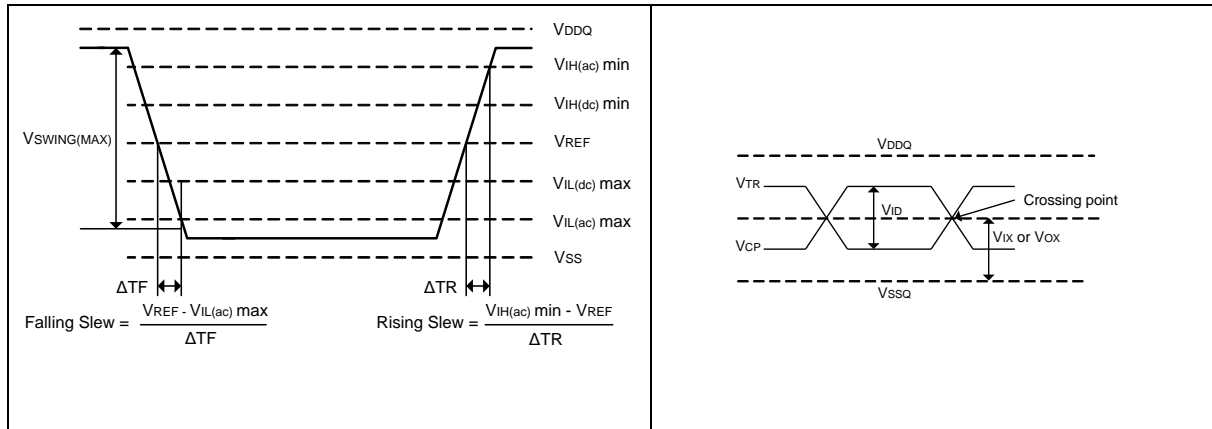 VDDQ
VIH(ac) min
VIH(dc) min
VSWING(MAX)
VREF
VIL(dc) max
VIL(ac) max
VSS
ΔTF
ΔTR
Falling Slew = VREF - VIL(ac) max
ΔTF
Rising Slew = VIH(ac) min - VREF
ΔTR
VDDQ
VTR
VID
Crossing point
VCP
VIX or VOX
VSSQ